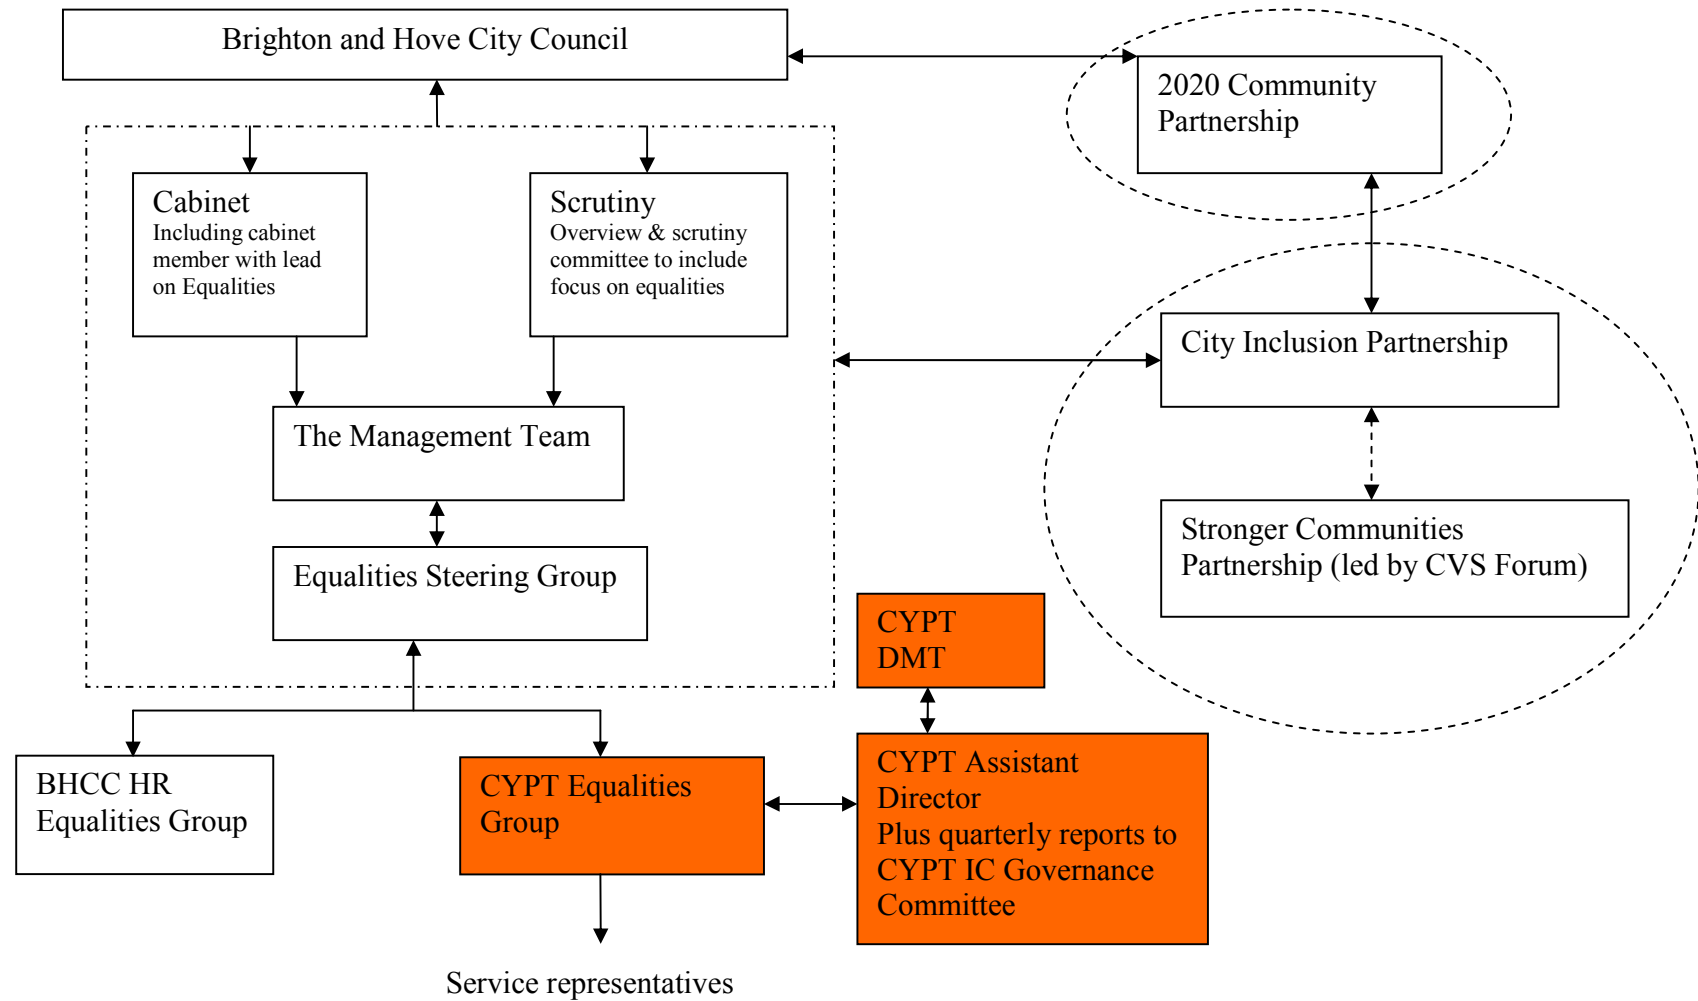 Brighton and Hove City Council
2020 Community
Partnership
Cabinet
Including cabinet
member with lead
on Equalities
Scrutiny
Overview & scrutiny
committee to include
focus on equalities
City Inclusion Partnership
The Management Team
Stronger Communities
Partnership (led by CVS Forum)
Equalities Steering Group
CYPT
DMT
BHCC HR
Equalities Group
CYPT Equalities
Group
CYPT Assistant
Director
Plus quarterly reports to
CYPT IC Governance
Committee
Service representatives